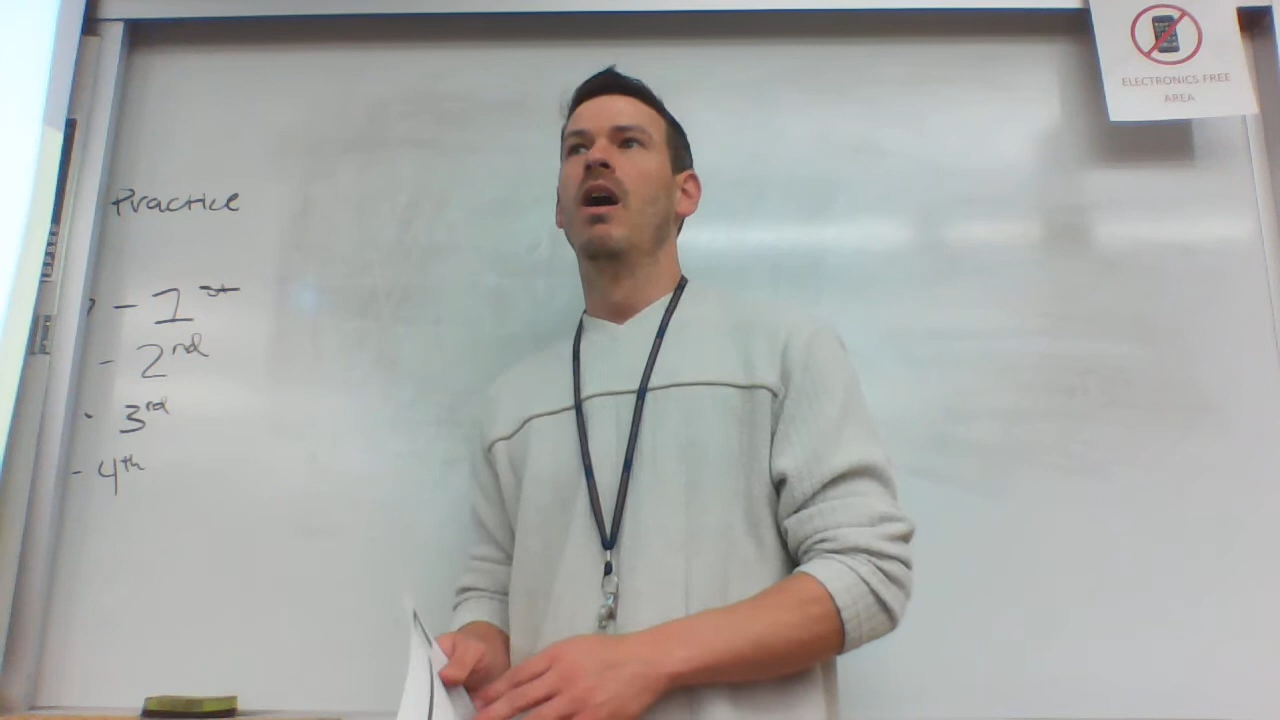 Practice
- 1st
- 2nd
- 3rd
- 4th
ELECTRONICS FREE
AREA